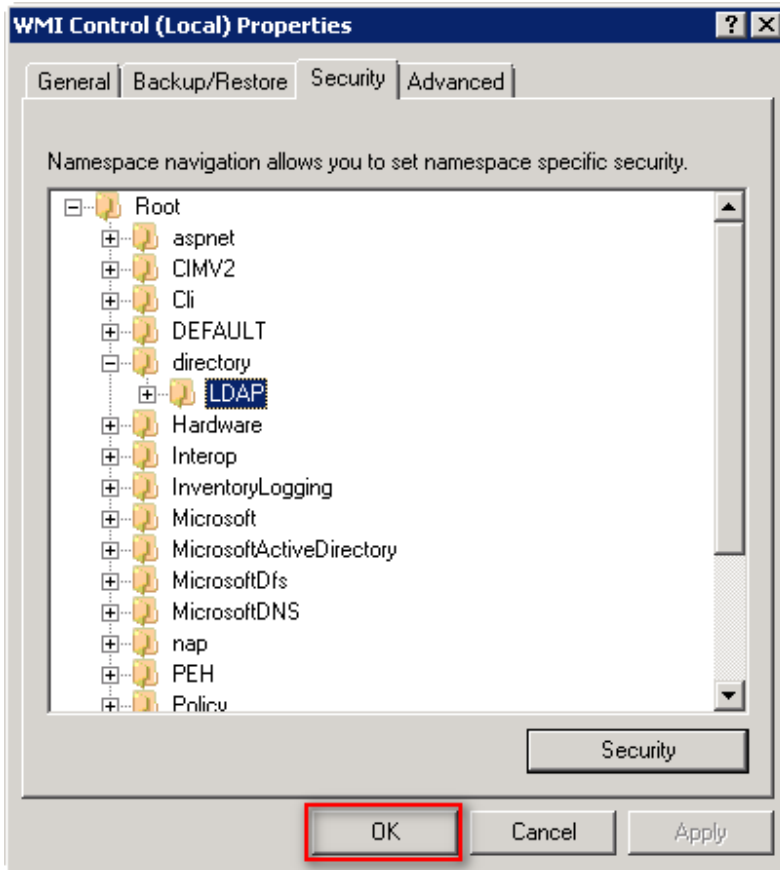 WMI Control (Local) Properties
General Backup/Restore Security Advanced
Namespace navigation allows you to set namespace specific security.
Root
aspnet
CIMV2
Cli
DEFAULT
directory
LDAP
Hardware
Interop
InventoryLogging
Microsoft
MicrosoftActiveDirectory
MicrosoftDfs
MicrosoftDNS
nap
PEH
Policy
Security
OK Cancel Apply